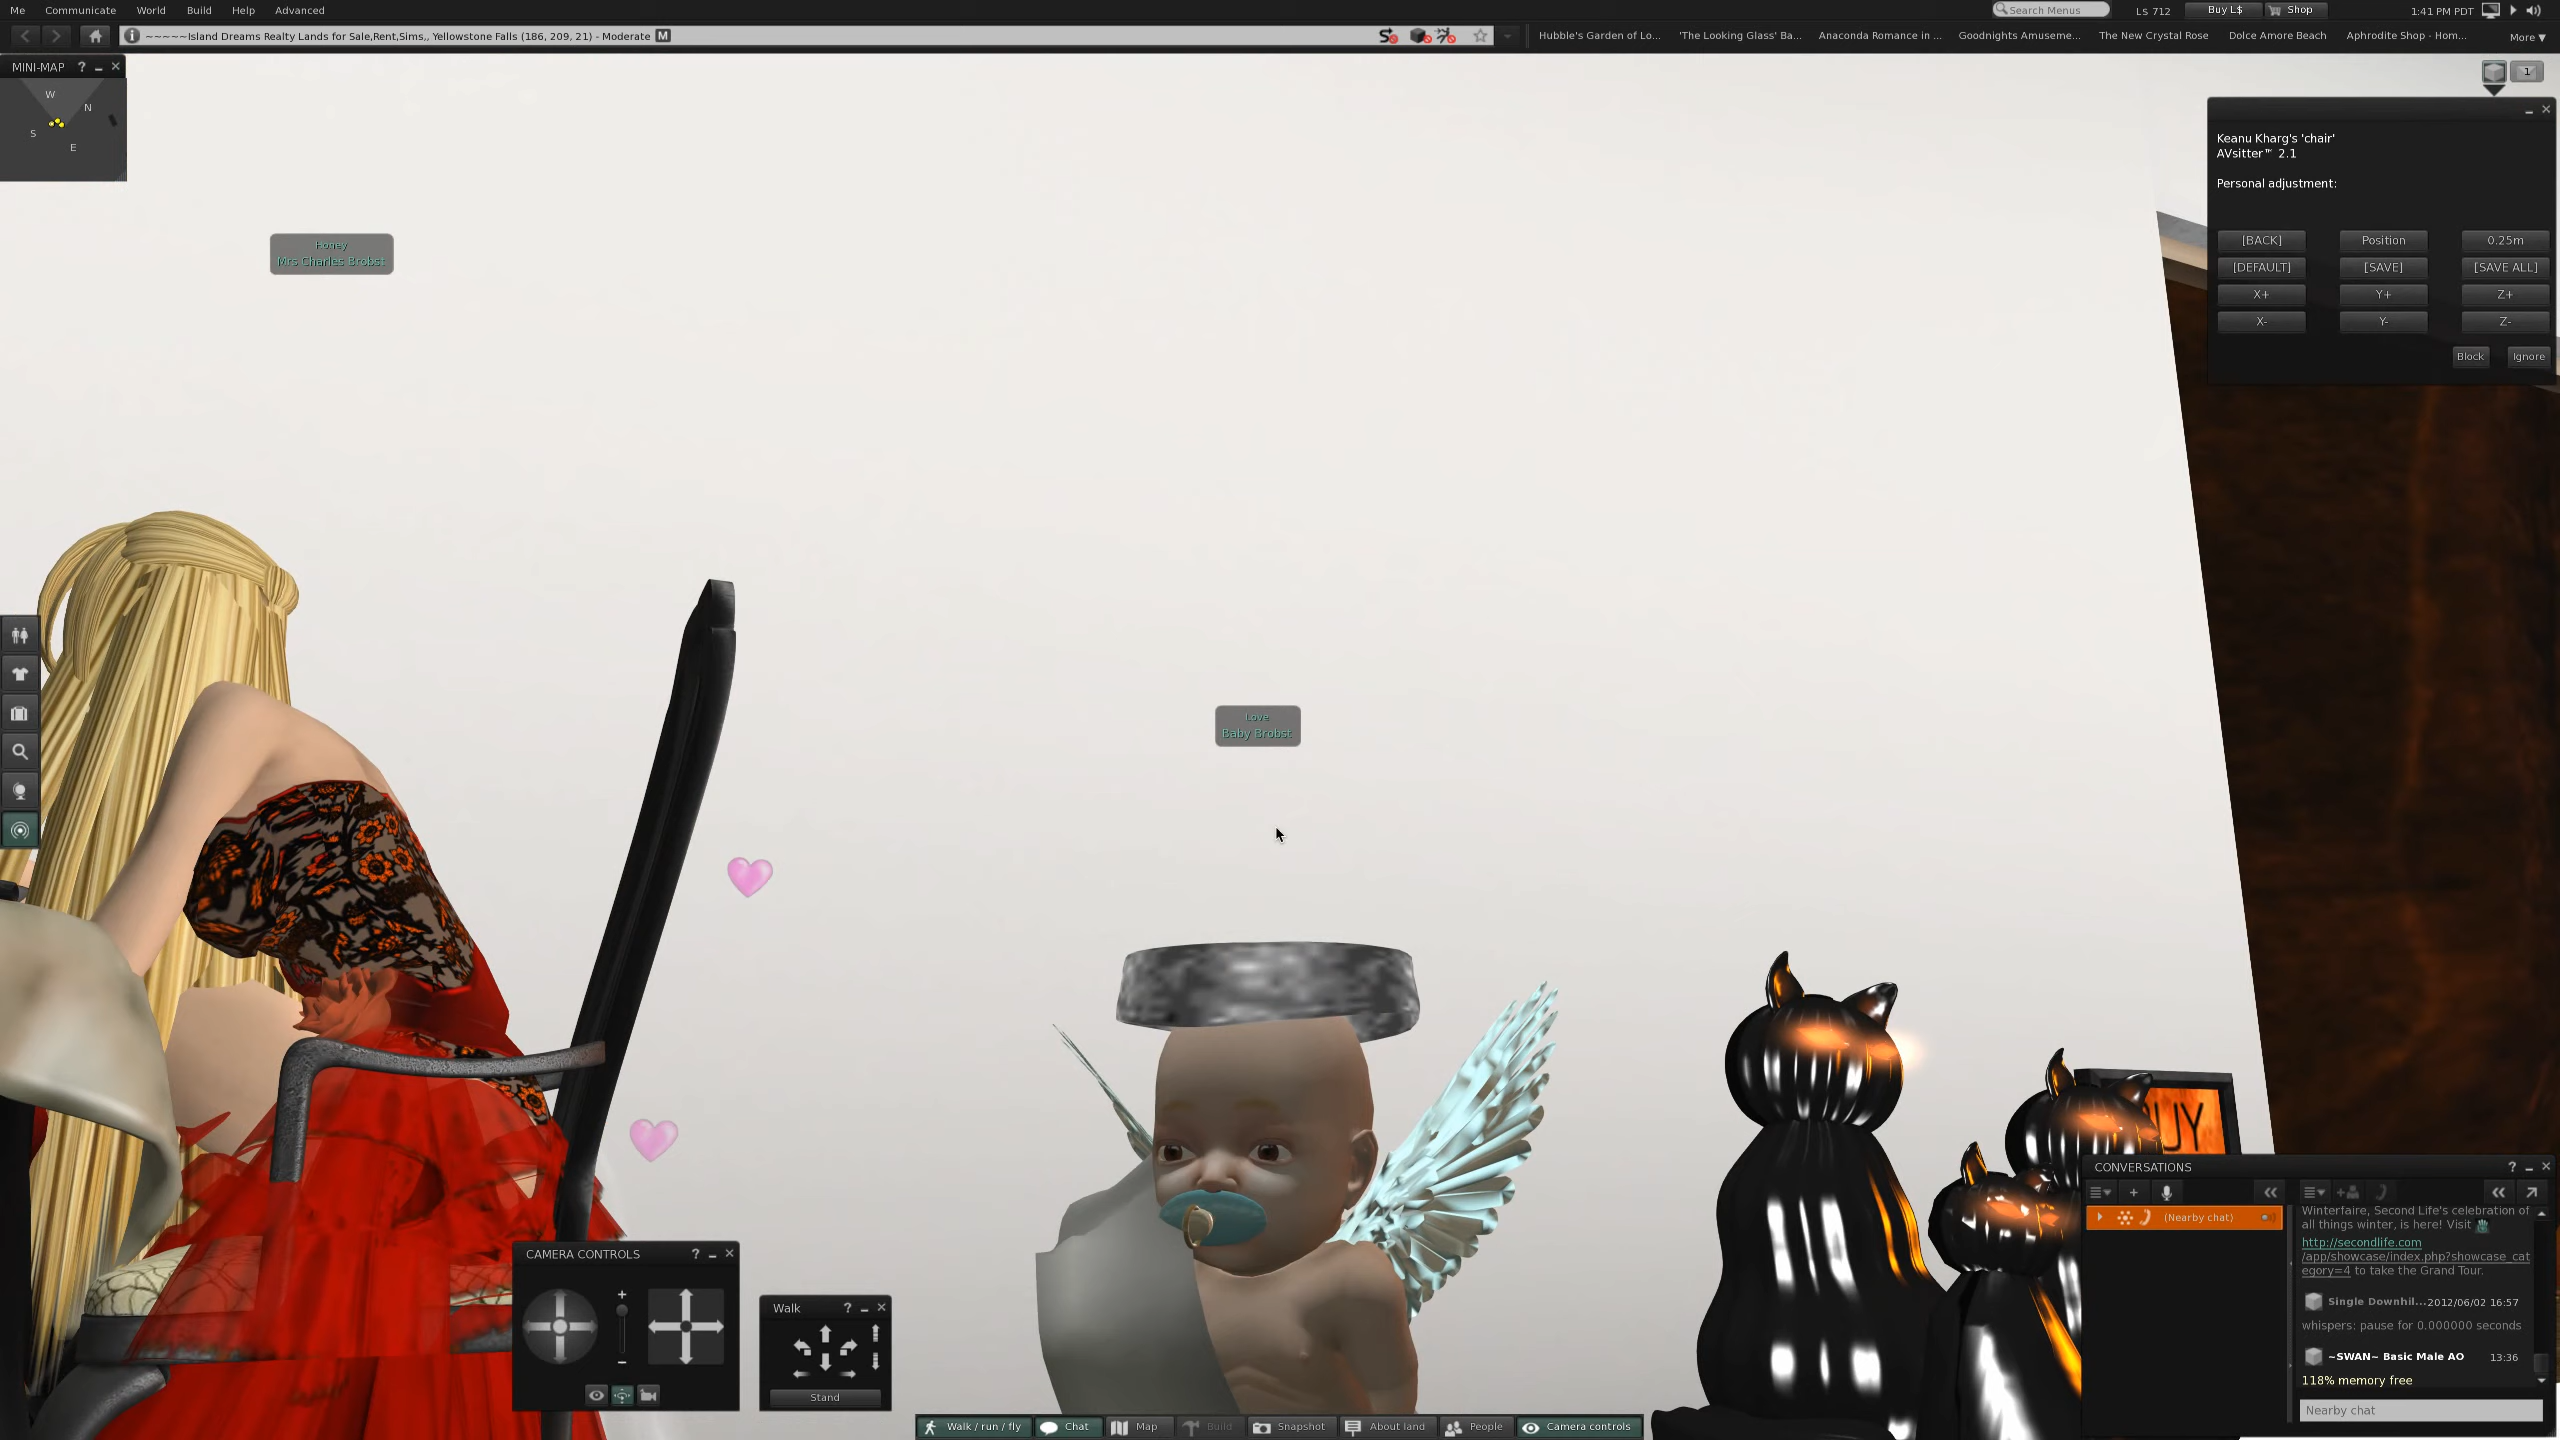 Me Communicate World Build Help Advanced
Search Menus
L$ 712
Buy L$
Shop
1:41 PM PDT
~~~~~Island Dreams Realty Lands for Sale,Rent,Sims,, Yellowstone Falls (186, 209, 21) - Moderate M
Hubble's Garden of Lo...
'The Looking Glass' Ba...
Anaconda Romance in ...
Goodnights Amuseme...
The New Crystal Rose
Dolce Amore Beach
Aphrodite Shop - Hom...
More ▼
MINI-MAP ?
W
N
S
E
1
Keanu Kharg's 'chair'
AVsitter™ 2.1
Personal adjustment:
[BACK] Position 0.25m
[DEFAULT] [SAVE] [SAVE ALL]
X+ Y+ Z+
X- Y- Z-
Block Ignore
Honey
Mrs Charles Brobst
Love
Baby Brobst
UY
CONVERSATIONS ?
(Nearby chat)
Winterfaire, Second Life's celebration of
all things winter, is here! Visit
http://secondlife.com
/app/showcase/index.php?showcase_cat
egory=4 to take the Grand Tour.
Single Downhil... 2012/06/02 16:57
whispers: pause for 0.000000 seconds
~SWAN~ Basic Male AO 13:36
118% memory free
Nearby chat
CAMERA CONTROLS ?
Walk ?
Stand
Walk / run / fly
Chat
Map
Build
Snapshot
About land
People
Camera controls